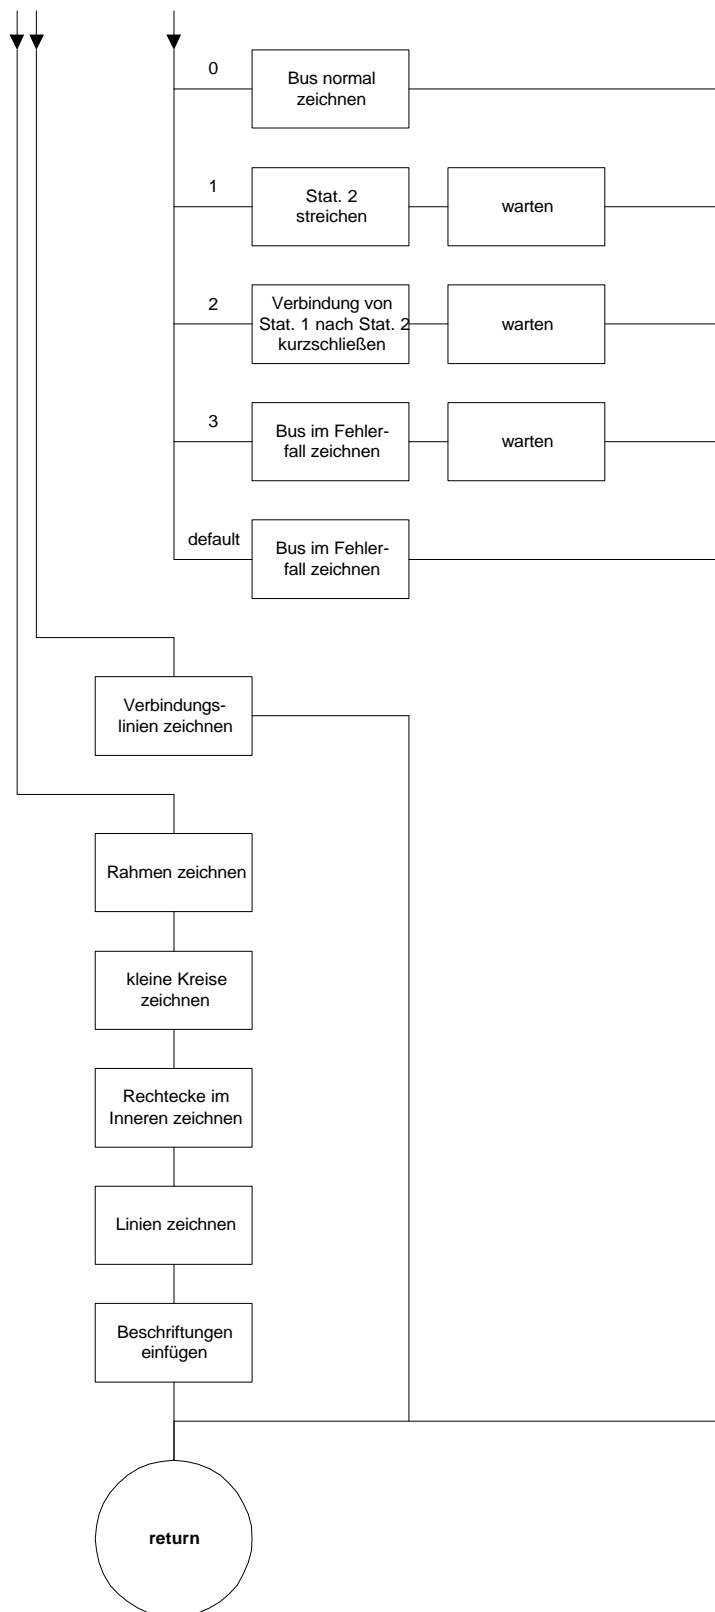 0
Bus normal
zeichnen
1
Stat. 2
streichen
warten
2
Verbindung von
Stat. 1 nach Stat. 2
kurzschließen
warten
3
Bus im Fehler-
fall zeichnen
warten
default
Bus im Fehler-
fall zeichnen
Verbindungs-
linien zeichnen
Rahmen zeichnen
kleine Kreise
zeichnen
Rechtecke im
Inneren zeichnen
Linien zeichnen
Beschriftungen
einfügen
return